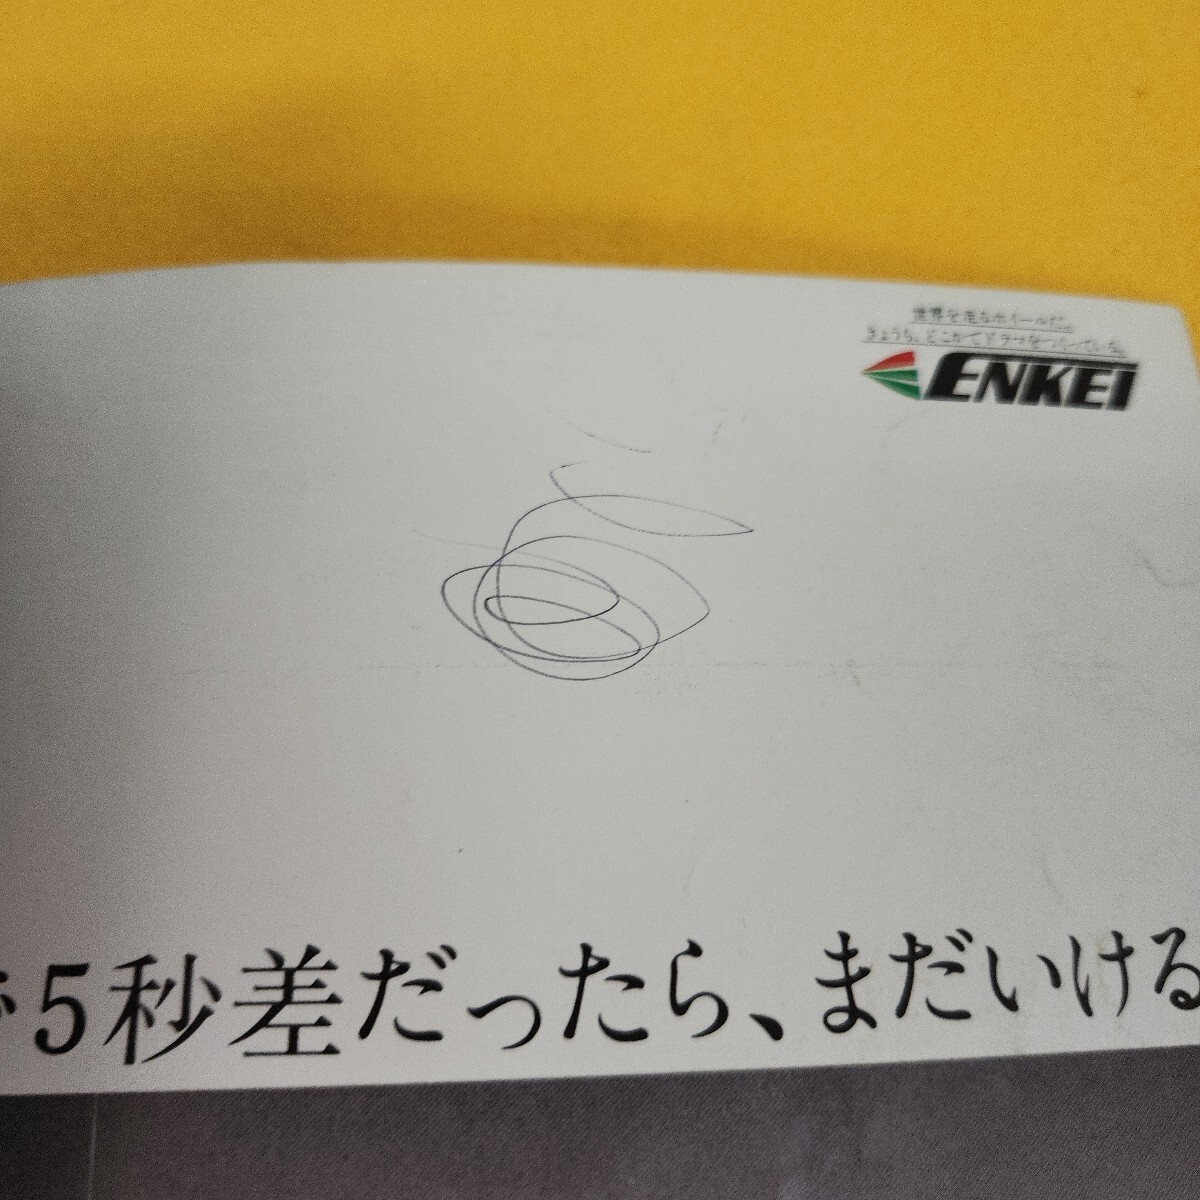 世界を走るホイールだ。
きょうも、どこかでドラマをつくっている。
ENKEI
で5秒差だったら、まだいける